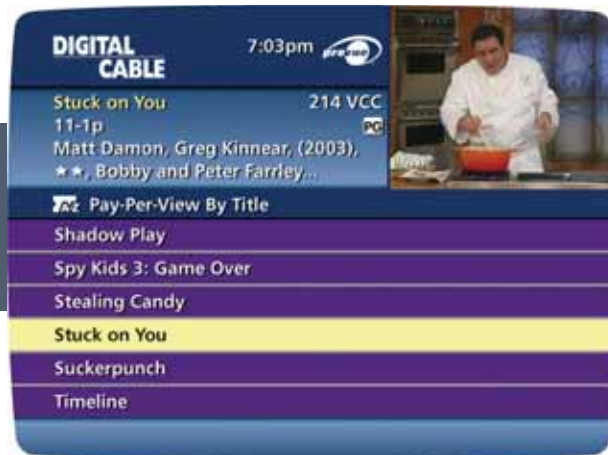 DIGITAL
CABLE
7:03pm prevue
Stuck on You 214 VCC
11-1p PG
Matt Damon, Greg Kinnear, (2003),
★★, Bobby and Peter Farrley...
A-Z Pay-Per-View By Title
Shadow Play
Spy Kids 3: Game Over
Stealing Candy
Stuck on You
Suckerpunch
Timeline